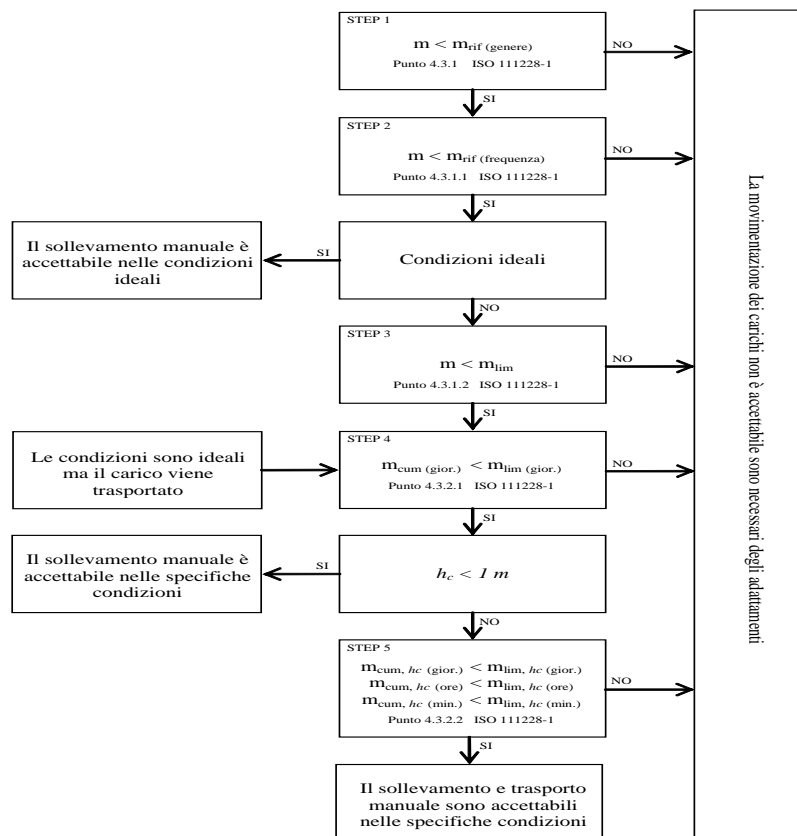 STEP 1
m < mrif (genere)
Punto 4.3.1 ISO 111228-1
NO
SI
STEP 2
m < mrif (frequenza)
Punto 4.3.1.1 ISO 111228-1
NO
SI
Il sollevamento manuale è
accettabile nelle condizioni
ideali
SI
Condizioni ideali
NO
STEP 3
m < mlim
Punto 4.3.1.2 ISO 111228-1
NO
SI
Le condizioni sono ideali
ma il carico viene
trasportato
STEP 4
mcum (gior.) < mlim (gior.)
Punto 4.3.2.1 ISO 111228-1
NO
SI
Il sollevamento manuale è
accettabile nelle specifiche
condizioni
SI
hc < 1 m
NO
STEP 5
mcum, hc (gior.) < mlim, hc (gior.)
mcum, hc (ore) < mlim, hc (ore)
mcum, hc (min.) < mlim, hc (min.)
Punto 4.3.2.2 ISO 111228-1
NO
SI
Il sollevamento e trasporto
manuale sono accettabili
nelle specifiche condizioni
La movimentazione dei carichi non è accettabile sono necessari degli adattamenti